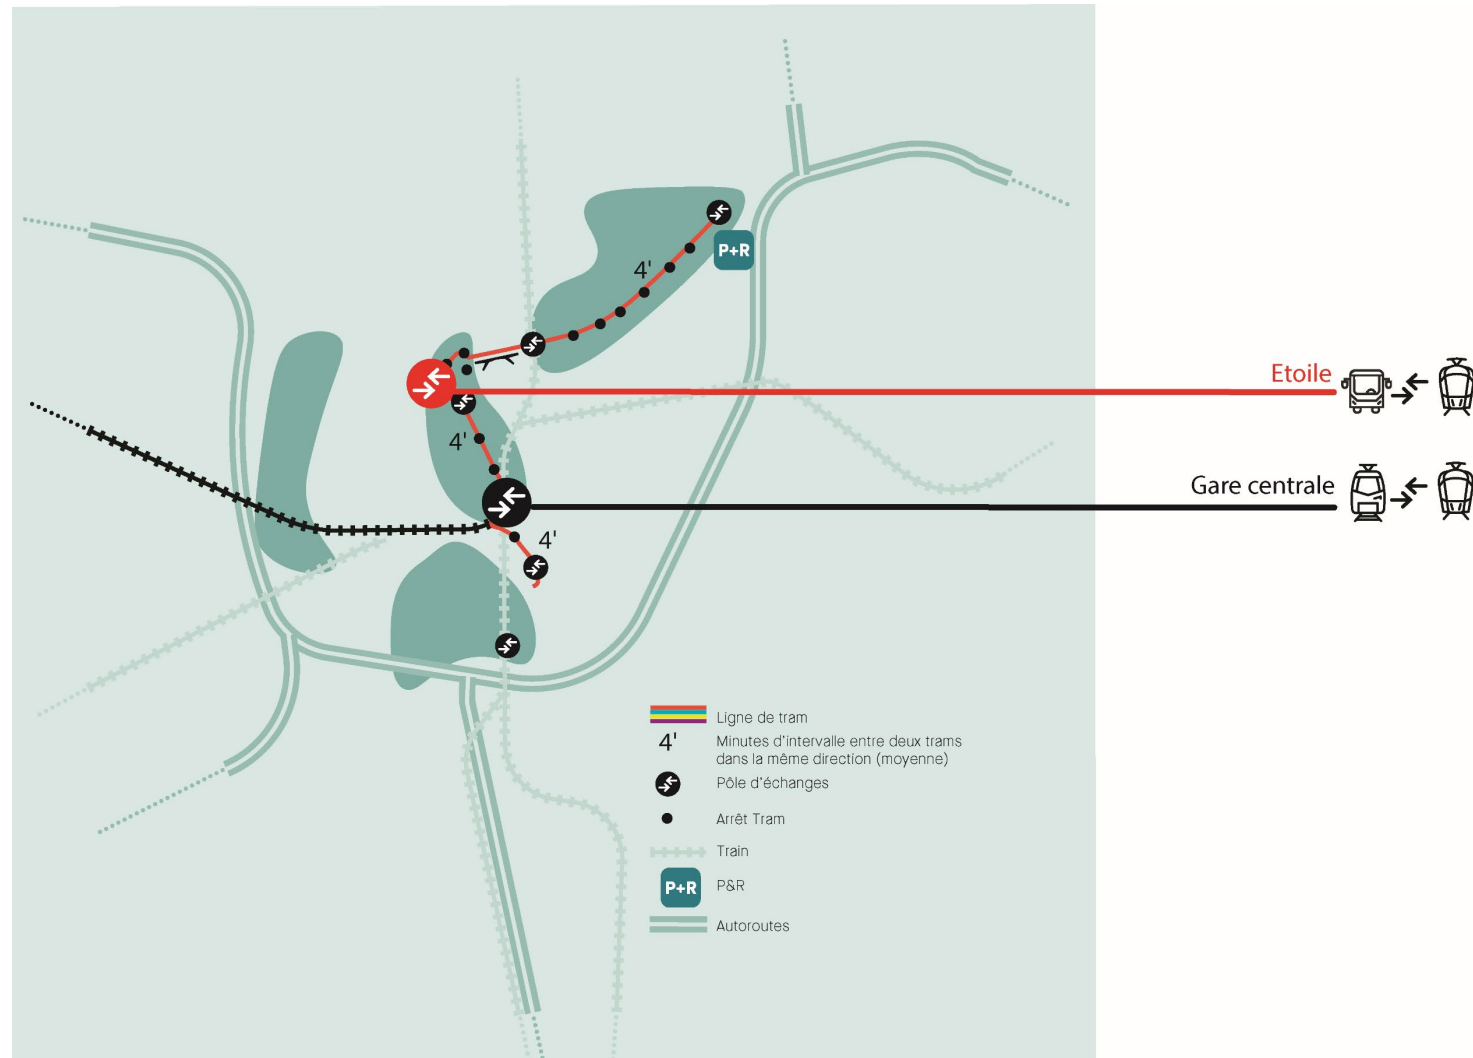 P+R
4'
Etoile
4'
Gare centrale
4'
Ligne de tram
4'
Minutes d'intervalle entre deux trams
dans la même direction (moyenne)
Pôle d'échanges
Arrêt Tram
Train
P+R
P&R
Autoroutes